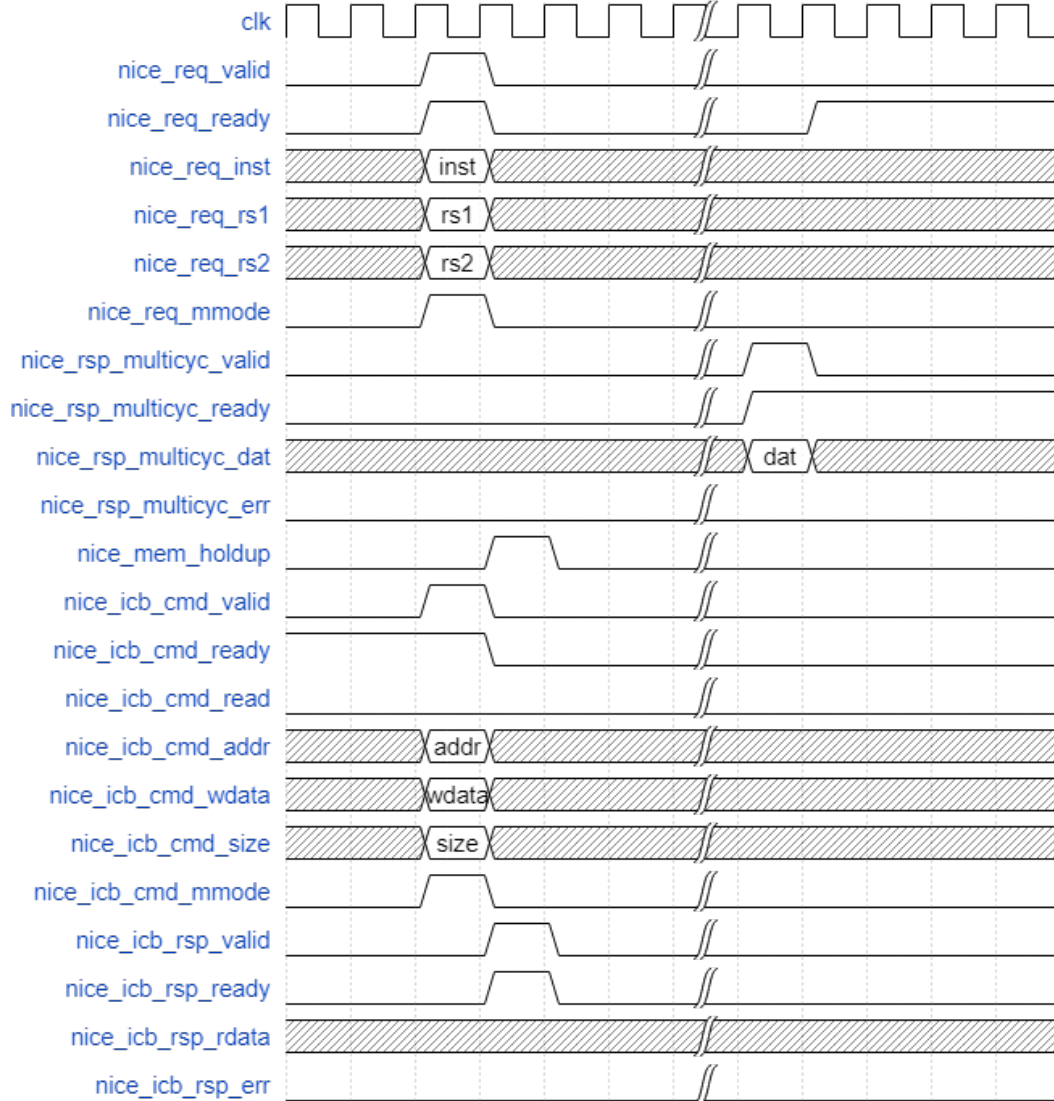 clk
nice_req_valid
nice_req_ready
nice_req_inst inst
nice_req_rs1 rs1
nice_req_rs2 rs2
nice_req_mmode
nice_rsp_multicyc_valid
nice_rsp_multicyc_ready
nice_rsp_multicyc_dat dat
nice_rsp_multicyc_err
nice_mem_holdup
nice_icb_cmd_valid
nice_icb_cmd_ready
nice_icb_cmd_read
nice_icb_cmd_addr addr
nice_icb_cmd_wdata wdata
nice_icb_cmd_size size
nice_icb_cmd_mmode
nice_icb_rsp_valid
nice_icb_rsp_ready
nice_icb_rsp_rdata
nice_icb_rsp_err